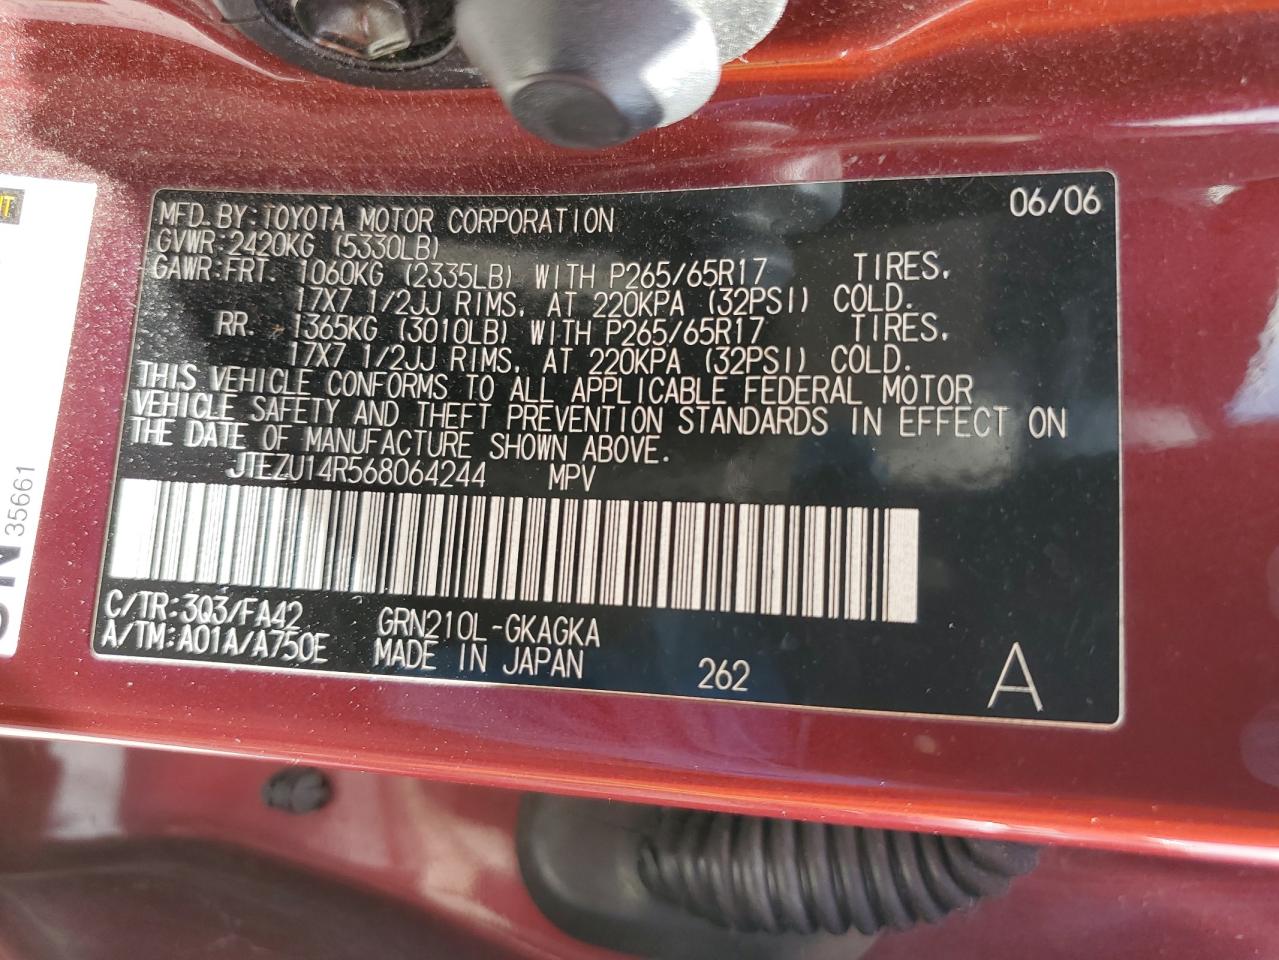 MFD. BY: TOYOTA MOTOR CORPORATION 06/06
GVWR: 2420KG (5330LB)
GAWR: FRT. 1060KG (2335LB) WITH P265/65R17 TIRES,
17X7 1/2JJ RIMS, AT 220KPA (32PSI) COLD.
RR. 1365KG (3010LB) WITH P265/65R17 TIRES,
17X7 1/2JJ RIMS, AT 220KPA (32PSI) COLD.
THIS VEHICLE CONFORMS TO ALL APPLICABLE FEDERAL MOTOR
VEHICLE SAFETY AND THEFT PREVENTION STANDARDS IN EFFECT ON
THE DATE OF MANUFACTURE SHOWN ABOVE.
JTEZU14R568064244 MPV
C/TR: 3Q3/FA42 GRN210L-GKAGKA
A/TM: A01A/A750E MADE IN JAPAN 262 A
35661